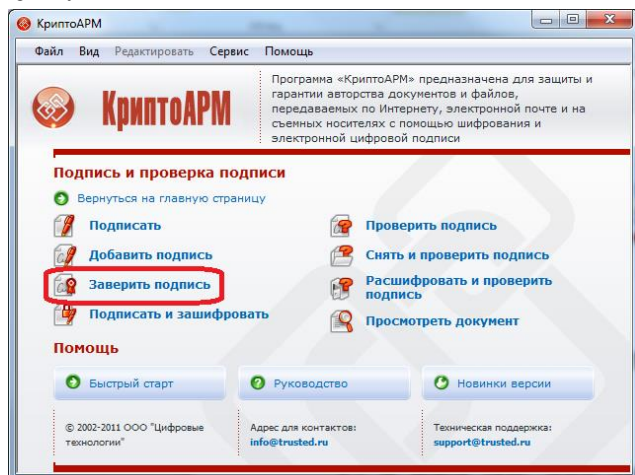 КриптоАРМ
Файл Вид Редактировать Сервис Помощь
КриптоАРМ
Программа «КриптоАРМ» предназначена для защиты и
гарантии авторства документов и файлов,
передаваемых по Интернету, электронной почте и на
съемных носителях с помощью шифрования и
электронной цифровой подписи
Подпись и проверка подписи
Вернуться на главную страницу
Подписать
Добавить подпись
Заверить подпись
Подписать и зашифровать
Проверить подпись
Снять и проверить подпись
Расшифровать и проверить
подпись
Просмотреть документ
Помощь
Быстрый старт
Руководство
Новинки версии
© 2002-2011 ООО "Цифровые
технологии"
Адрес для контактов:
info@trusted.ru
Техническая поддержка:
support@trusted.ru